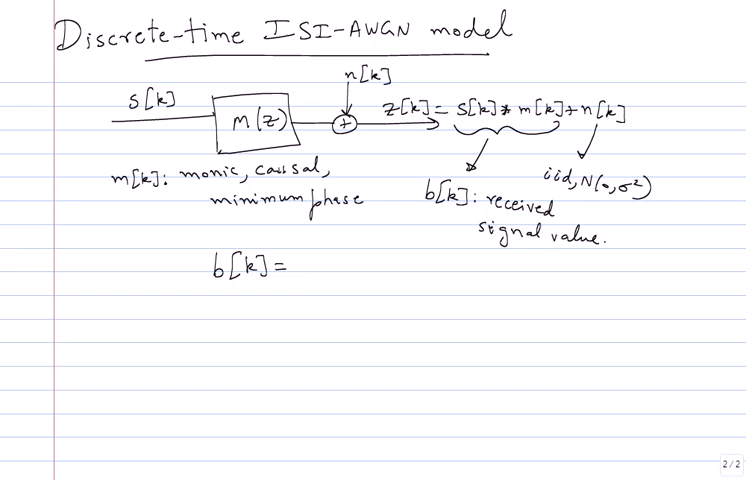 Discrete-time ISI-AWGN model
n[k]
s[k]
M(z)
+
z[k] = s[k] * m[k] + n[k]
m[k]: monic, causal,
minimum phase
b[k]: received
signal value.
iid, N(0,σ²)
b[k] =
2/2